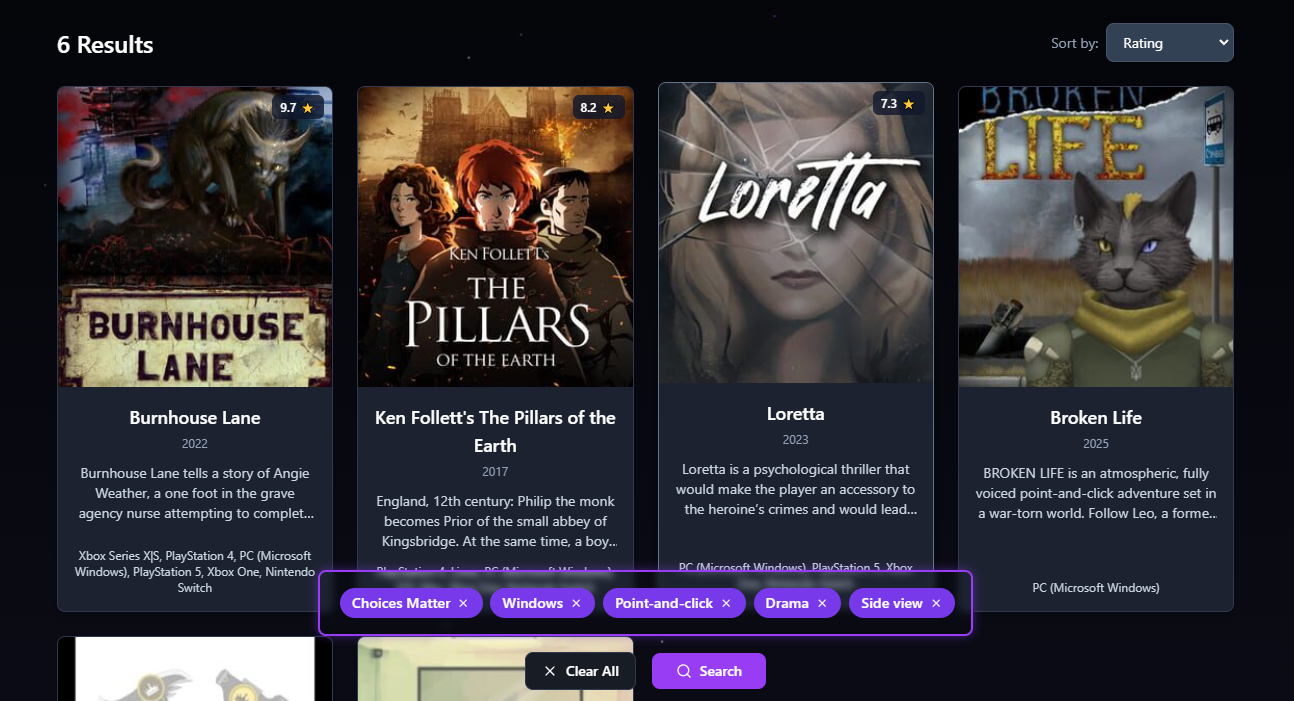 6 Results
Sort by:
Rating
9.7
BURNHOUSE
LANE
Burnhouse Lane
2022
Burnhouse Lane tells a story of Angie
Weather, a one foot in the grave
agency nurse attempting to complet...
Xbox Series X|S, PlayStation 4, PC (Microsoft
Windows), PlayStation 5, Xbox One, Nintendo
Switch
8.2
KEN FOLLETT'S
THE
PILLARS
OF THE EARTH
Ken Follett's The Pillars of the
Earth
2017
England, 12th century: Philip the monk
becomes Prior of the small abbey of
Kingsbridge. At the same time, a boy...
7.3
Loretta
Loretta
2023
Loretta is a psychological thriller that
would make the player an accessory to
the heroine's crimes and would lead...
PC (Microsoft Windows), PlayStation 5, Xbox
BROKEN
LIFE
Broken Life
2025
BROKEN LIFE is an atmospheric, fully
voiced point-and-click adventure set in
a war-torn world. Follow Leo, a forme...
PC (Microsoft Windows)
Choices Matter ×
Windows ×
Point-and-click ×
Drama ×
Side view ×
× Clear All
Search